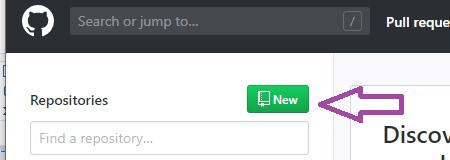 Search or jump to...
/
Pull reque
Repositories
New
Find a repository...
Discov